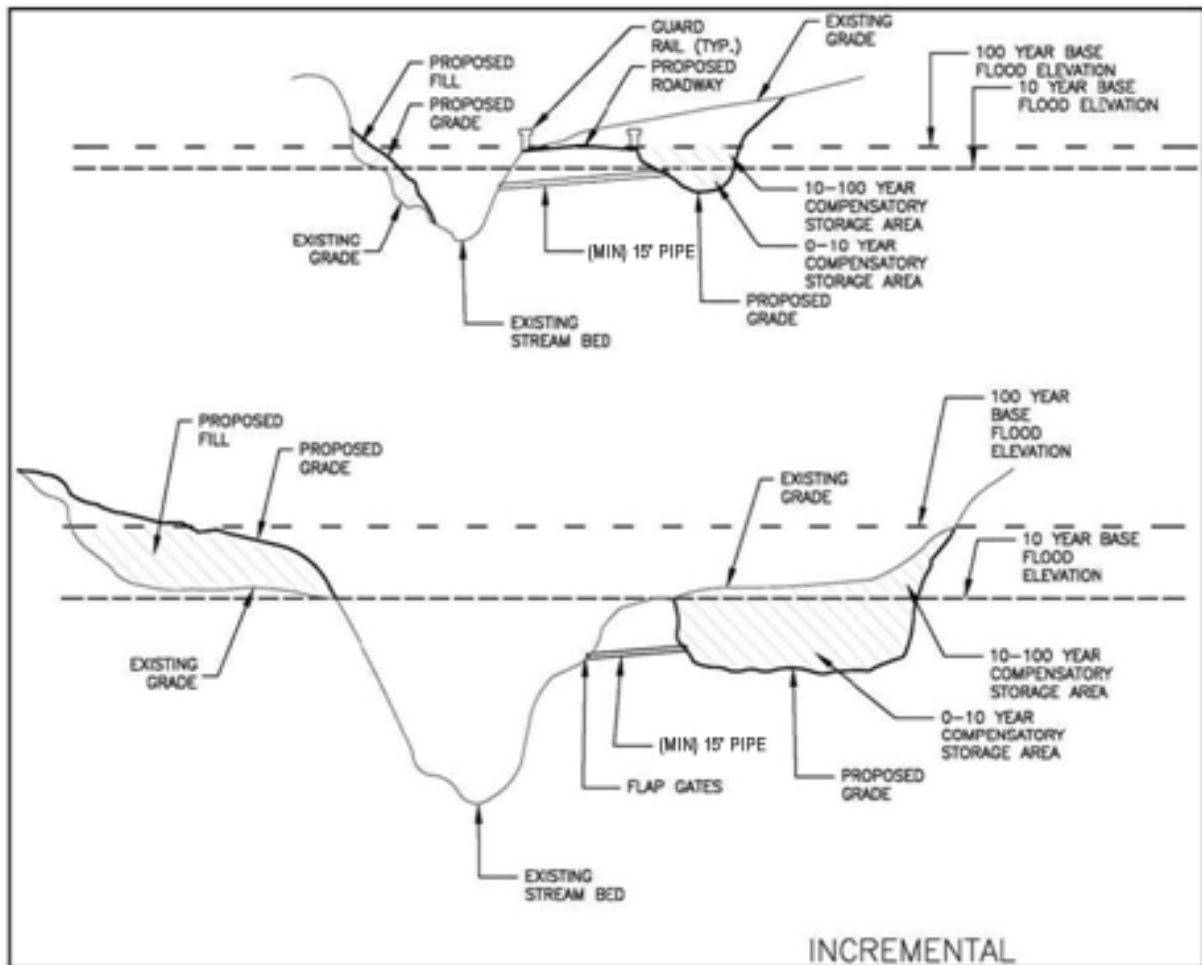 GUARD
RAIL (TYP.)
EXISTING
GRADE
PROPOSED
FILL
PROPOSED
ROADWAY
100 YEAR BASE
FLOOD ELEVATION
10 YEAR BASE
FLOOD ELEVATION
PROPOSED
GRADE
10-100 YEAR
COMPENSATORY
STORAGE AREA
EXISTING
GRADE
(MIN) 15" PIPE
0-10 YEAR
COMPENSATORY
STORAGE AREA
PROPOSED
GRADE
EXISTING
STREAM BED
100 YEAR
BASE
FLOOD
ELEVATION
PROPOSED
FILL
PROPOSED
GRADE
EXISTING
GRADE
10 YEAR BASE
FLOOD
ELEVATION
EXISTING
GRADE
10-100 YEAR
COMPENSATORY
STORAGE AREA
0-10 YEAR
COMPENSATORY
STORAGE AREA
(MIN) 15" PIPE
FLAP GATES
PROPOSED
GRADE
EXISTING
STREAM BED
INCREMENTAL